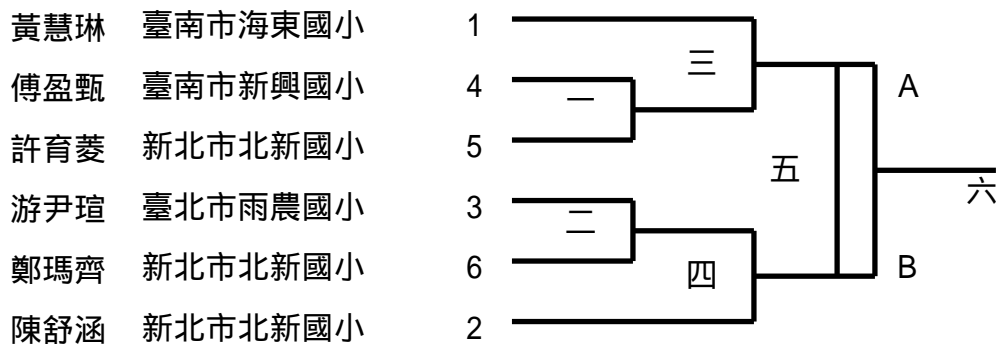 黃慧琳 臺南市海東國小 1
三
傅盈甄 臺南市新興國小 4 A
一
許育菱 新北市北新國小 5
五
六
游尹瑄 臺北市雨農國小 3
二
鄭瑪齊 新北市北新國小 6 四 B
陳舒涵 新北市北新國小 2